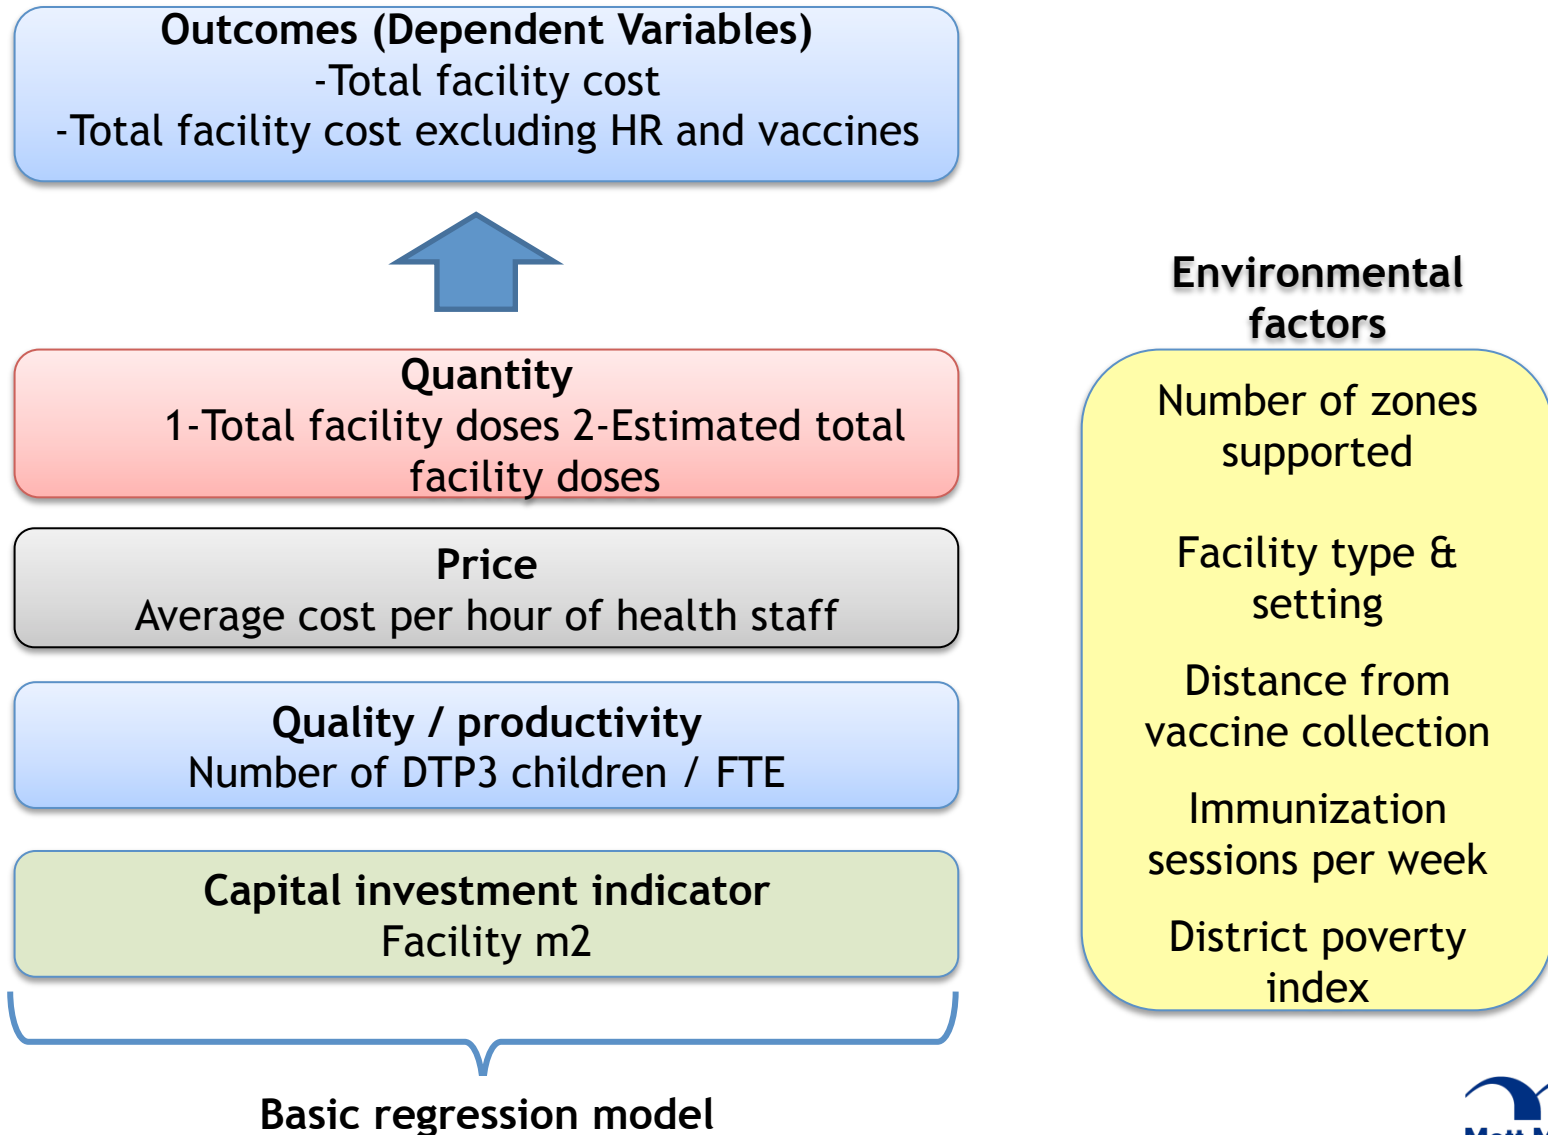 Outcomes (Dependent Variables)
-Total facility cost
-Total facility cost excluding HR and vaccines
Quantity
1-Total facility doses 2-Estimated total
facility doses
Price
Average cost per hour of health staff
Quality / productivity
Number of DTP3 children / FTE
Capital investment indicator
Facility m2
Basic regression model
Environmental
factors
Number of zones
supported
Facility type &
setting
Distance from
vaccine collection
Immunization
sessions per week
District poverty
index